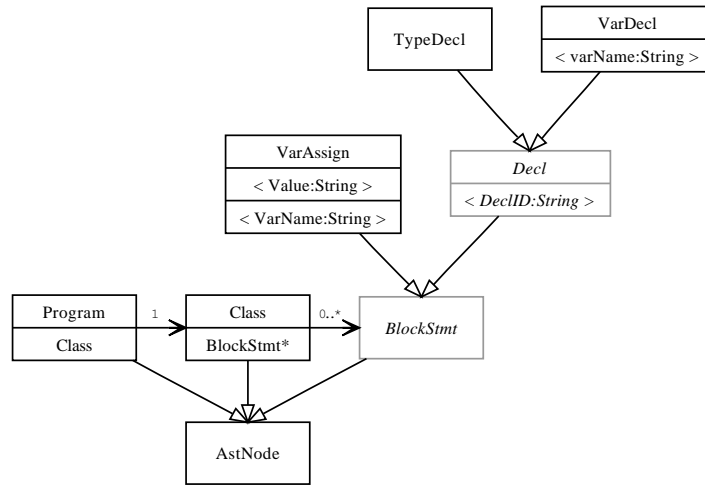 VarDecl
TypeDecl
< varName:String >
VarAssign
Decl
< Value:String >
< DeclID:String >
< VarName:String >
Program
1
Class
0..*
BlockStmt
Class
BlockStmt*
AstNode